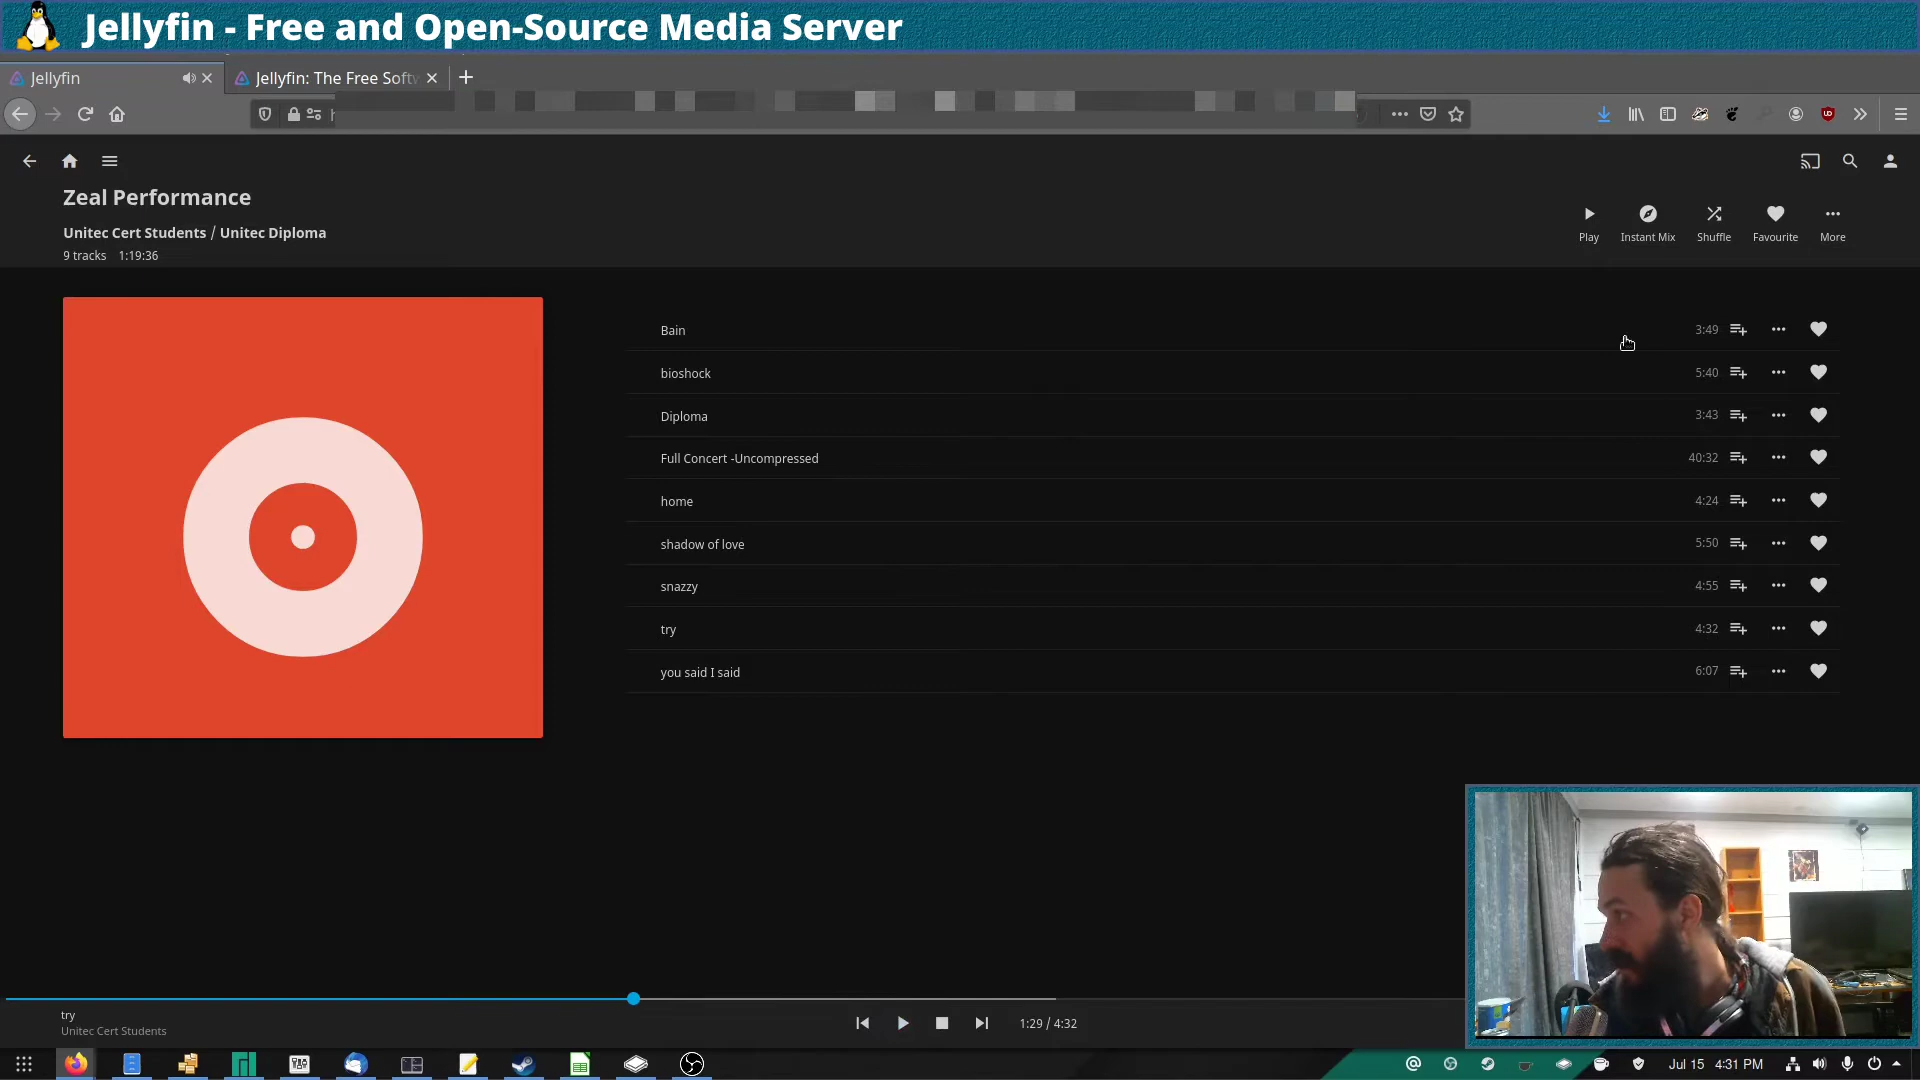 Jellyfin - Free and Open-Source Media Server
Jellyfin
Jellyfin: The Free Softw
Zeal Performance
Unitec Cert Students / Unitec Diploma
9 tracks 1:19:36
Play
Instant Mix
Shuffle
Favourite
More
Bain 3:49
bioshock 5:40
Diploma 3:43
Full Concert -Uncompressed 40:32
home 4:24
shadow of love 5:50
snazzy 4:55
try 4:32
you said I said 6:07
try
Unitec Cert Students
1:29 / 4:32
Jul 15 4:31 PM